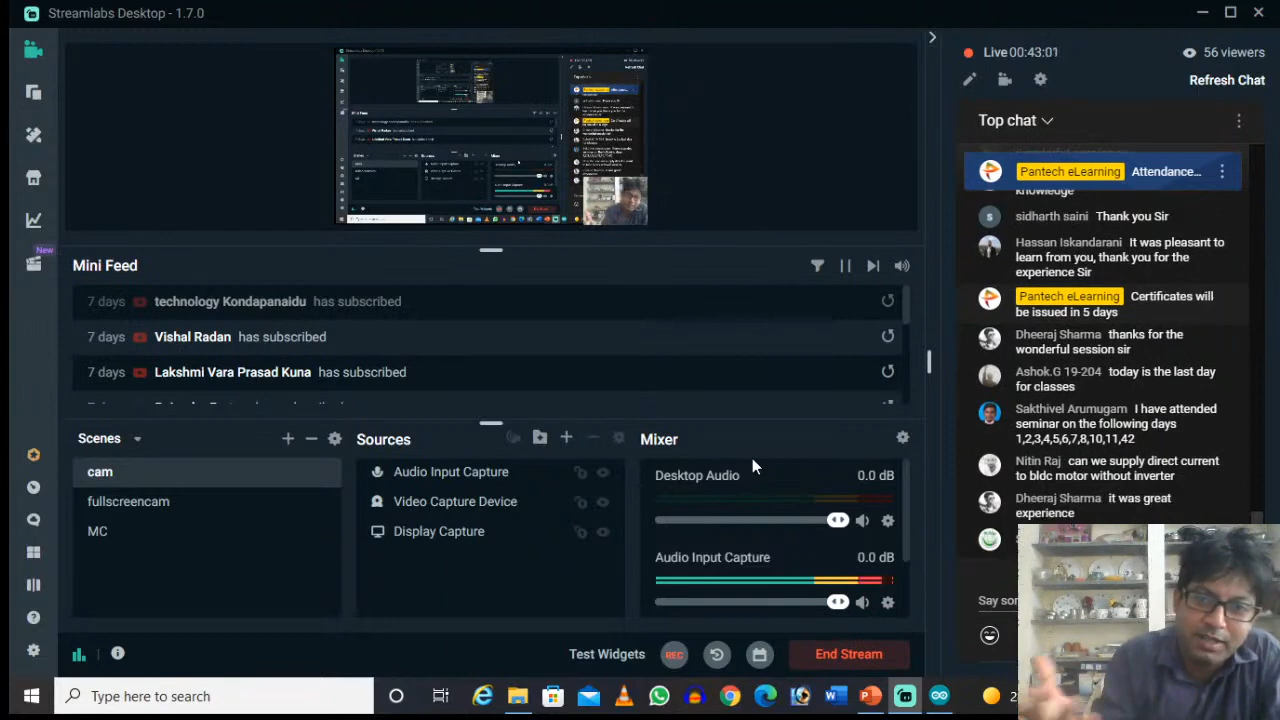 Streamlabs Desktop - 1.7.0
Live 00:43:01
56 viewers
Refresh Chat
Top chat
Pantech eLearning Attendance...
knowledge
sidharth saini Thank you Sir
Hassan Iskandarani It was pleasant to
learn from you, thank you for the
experience Sir
Pantech eLearning Certificates will
be issued in 5 days
Dheeraj Sharma thanks for the
wonderful session sir
Ashok.G 19-204 today is the last day
for classes
Sakthivel Arumugam I have attended
seminar on the following days
1,2,3,4,5,6,7,8,10,11,42
Nitin Raj can we supply direct current
to bldc motor without inverter
Dheeraj Sharma it was great
experience
Say
New
Mini Feed
7 days technology Kondapanaidu has subscribed
7 days Vishal Radan has subscribed
7 days Lakshmi Vara Prasad Kuna has subscribed
Scenes
cam
fullscreencam
MC
Sources
Audio Input Capture
Video Capture Device
Display Capture
Mixer
Desktop Audio 0.0 dB
Audio Input Capture 0.0 dB
Test Widgets
REC
End Stream
Type here to search